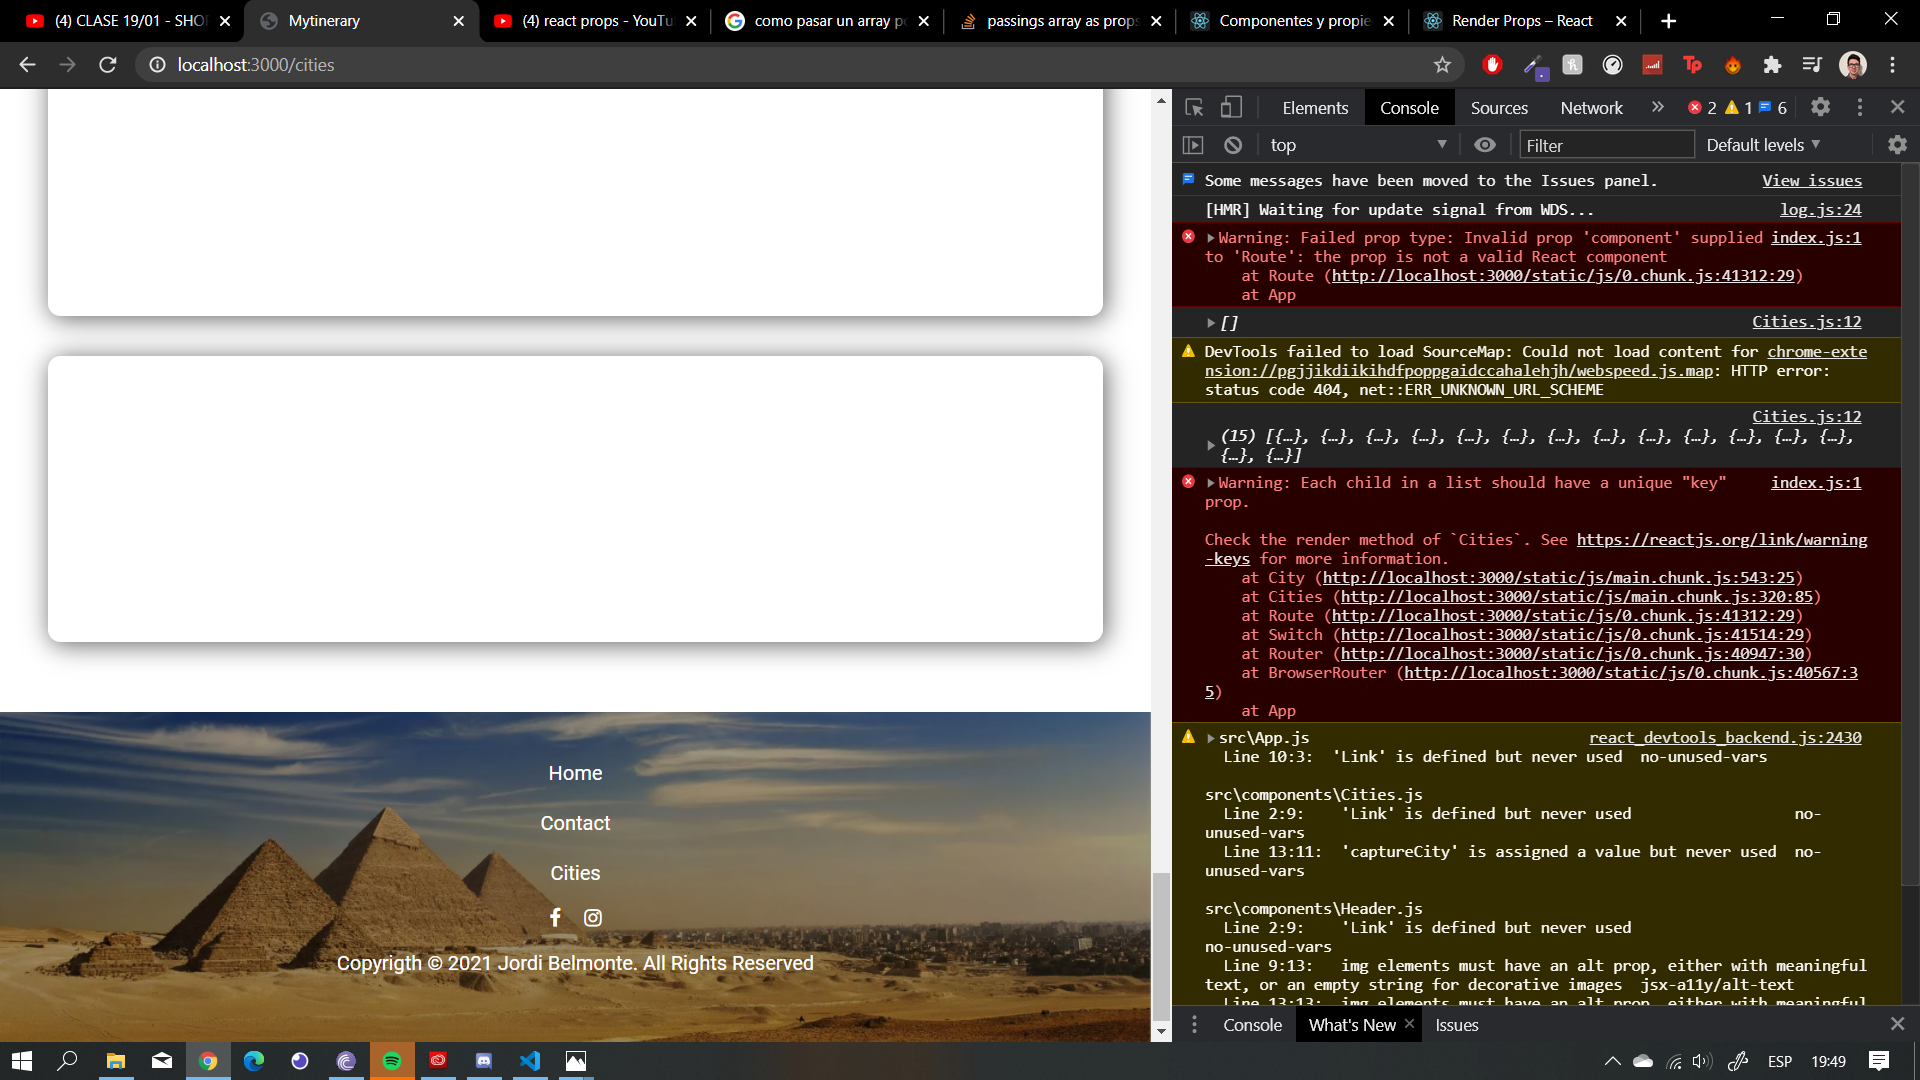 (4) CLASE 19/01 - SHO
Mytinerary
(4) react props - YouTu
como pasar un array p
passings array as props
Componentes y propie
Render Props – React
localhost:3000/cities
Elements
Console
Sources
Network
2
1
6
top
Filter
Default levels
Some messages have been moved to the Issues panel.
View issues
[HMR] Waiting for update signal from WDS...
log.js:24
Warning: Failed prop type: Invalid prop 'component' supplied
index.js:1
to 'Route': the prop is not a valid React component
at Route (http://localhost:3000/static/js/0.chunk.js:41312:29)
at App
[]
Cities.js:12
DevTools failed to load SourceMap: Could not load content for chrome-exte
nsion://pgjjikdiikihdfpoppgaidccahalehjh/webspeed.js.map: HTTP error:
status code 404, net::ERR_UNKNOWN_URL_SCHEME
Cities.js:12
(15) [{…}, {…}, {…}, {…}, {…}, {…}, {…}, {…}, {…}, {…}, {…}, {…}, {…},
{…}, {…}]
Warning: Each child in a list should have a unique "key"
index.js:1
prop.
Check the render method of `Cities`. See https://reactjs.org/link/warning
-keys for more information.
at City (http://localhost:3000/static/js/main.chunk.js:543:25)
at Cities (http://localhost:3000/static/js/main.chunk.js:320:85)
at Route (http://localhost:3000/static/js/0.chunk.js:41312:29)
at Switch (http://localhost:3000/static/js/0.chunk.js:41514:29)
at Router (http://localhost:3000/static/js/0.chunk.js:40947:30)
at BrowserRouter (http://localhost:3000/static/js/0.chunk.js:40567:3
5)
at App
src\App.js
react_devtools_backend.js:2430
Line 10:3: 'Link' is defined but never used no-unused-vars
src\components\Cities.js
Line 2:9: 'Link' is defined but never used no-
unused-vars
Line 13:11: 'captureCity' is assigned a value but never used no-
unused-vars
src\components\Header.js
Line 2:9: 'Link' is defined but never used
no-unused-vars
Line 9:13: img elements must have an alt prop, either with meaningful
text, or an empty string for decorative images jsx-a11y/alt-text
Line 13:13: img elements must have an alt prop, either with meaningful
Console
What's New
Issues
Home
Contact
Cities
Copyrigth © 2021 Jordi Belmonte. All Rights Reserved
ESP
19:49